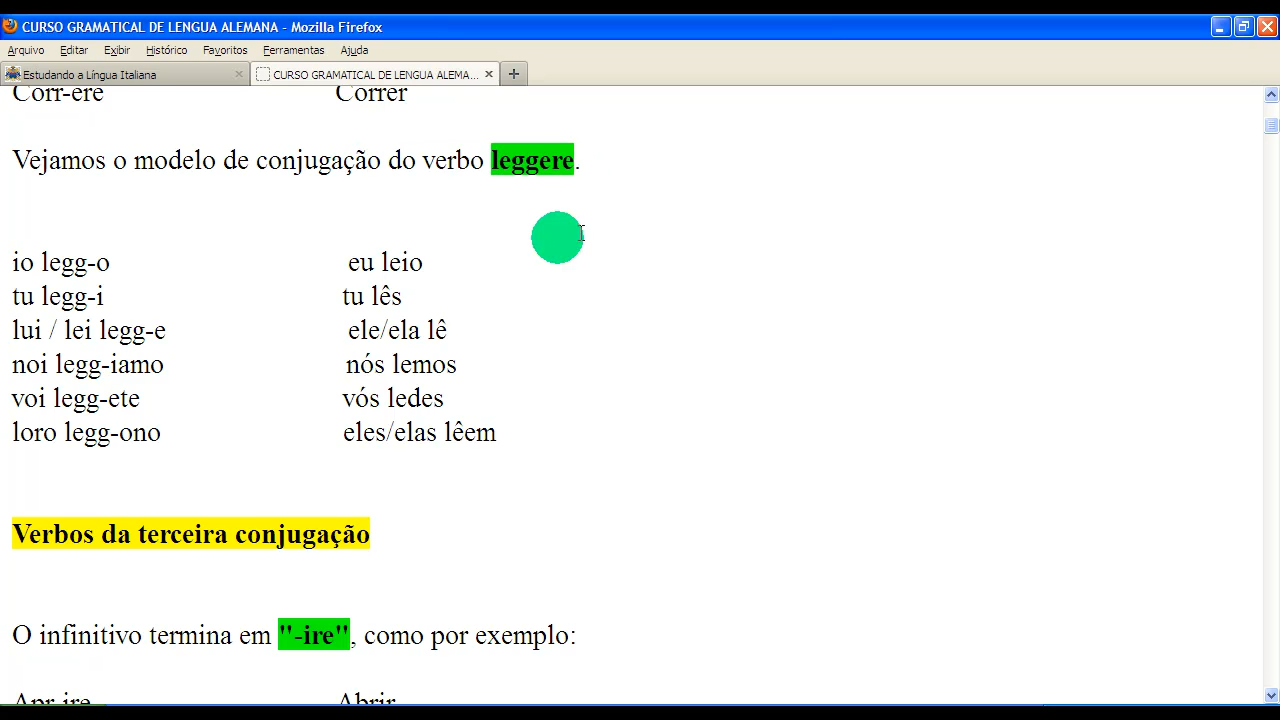 CURSO GRAMATICAL DE LENGUA ALEMANA - Mozilla Firefox
Arquivo Editar Exibir Histórico Favoritos Ferramentas Ajuda
Estudando a Língua Italiana CURSO GRAMATICAL DE LENGUA ALEMA...
Corr-ere Correr
Vejamos o modelo de conjugação do verbo leggere.
io legg-o eu leio
tu legg-i tu lês
lui / lei legg-e ele/ela lê
noi legg-iamo nós lemos
voi legg-ete vós ledes
loro legg-ono eles/elas lêem
Verbos da terceira conjugação
O infinitivo termina em "-ire", como por exemplo:
Apr-ire Abrir